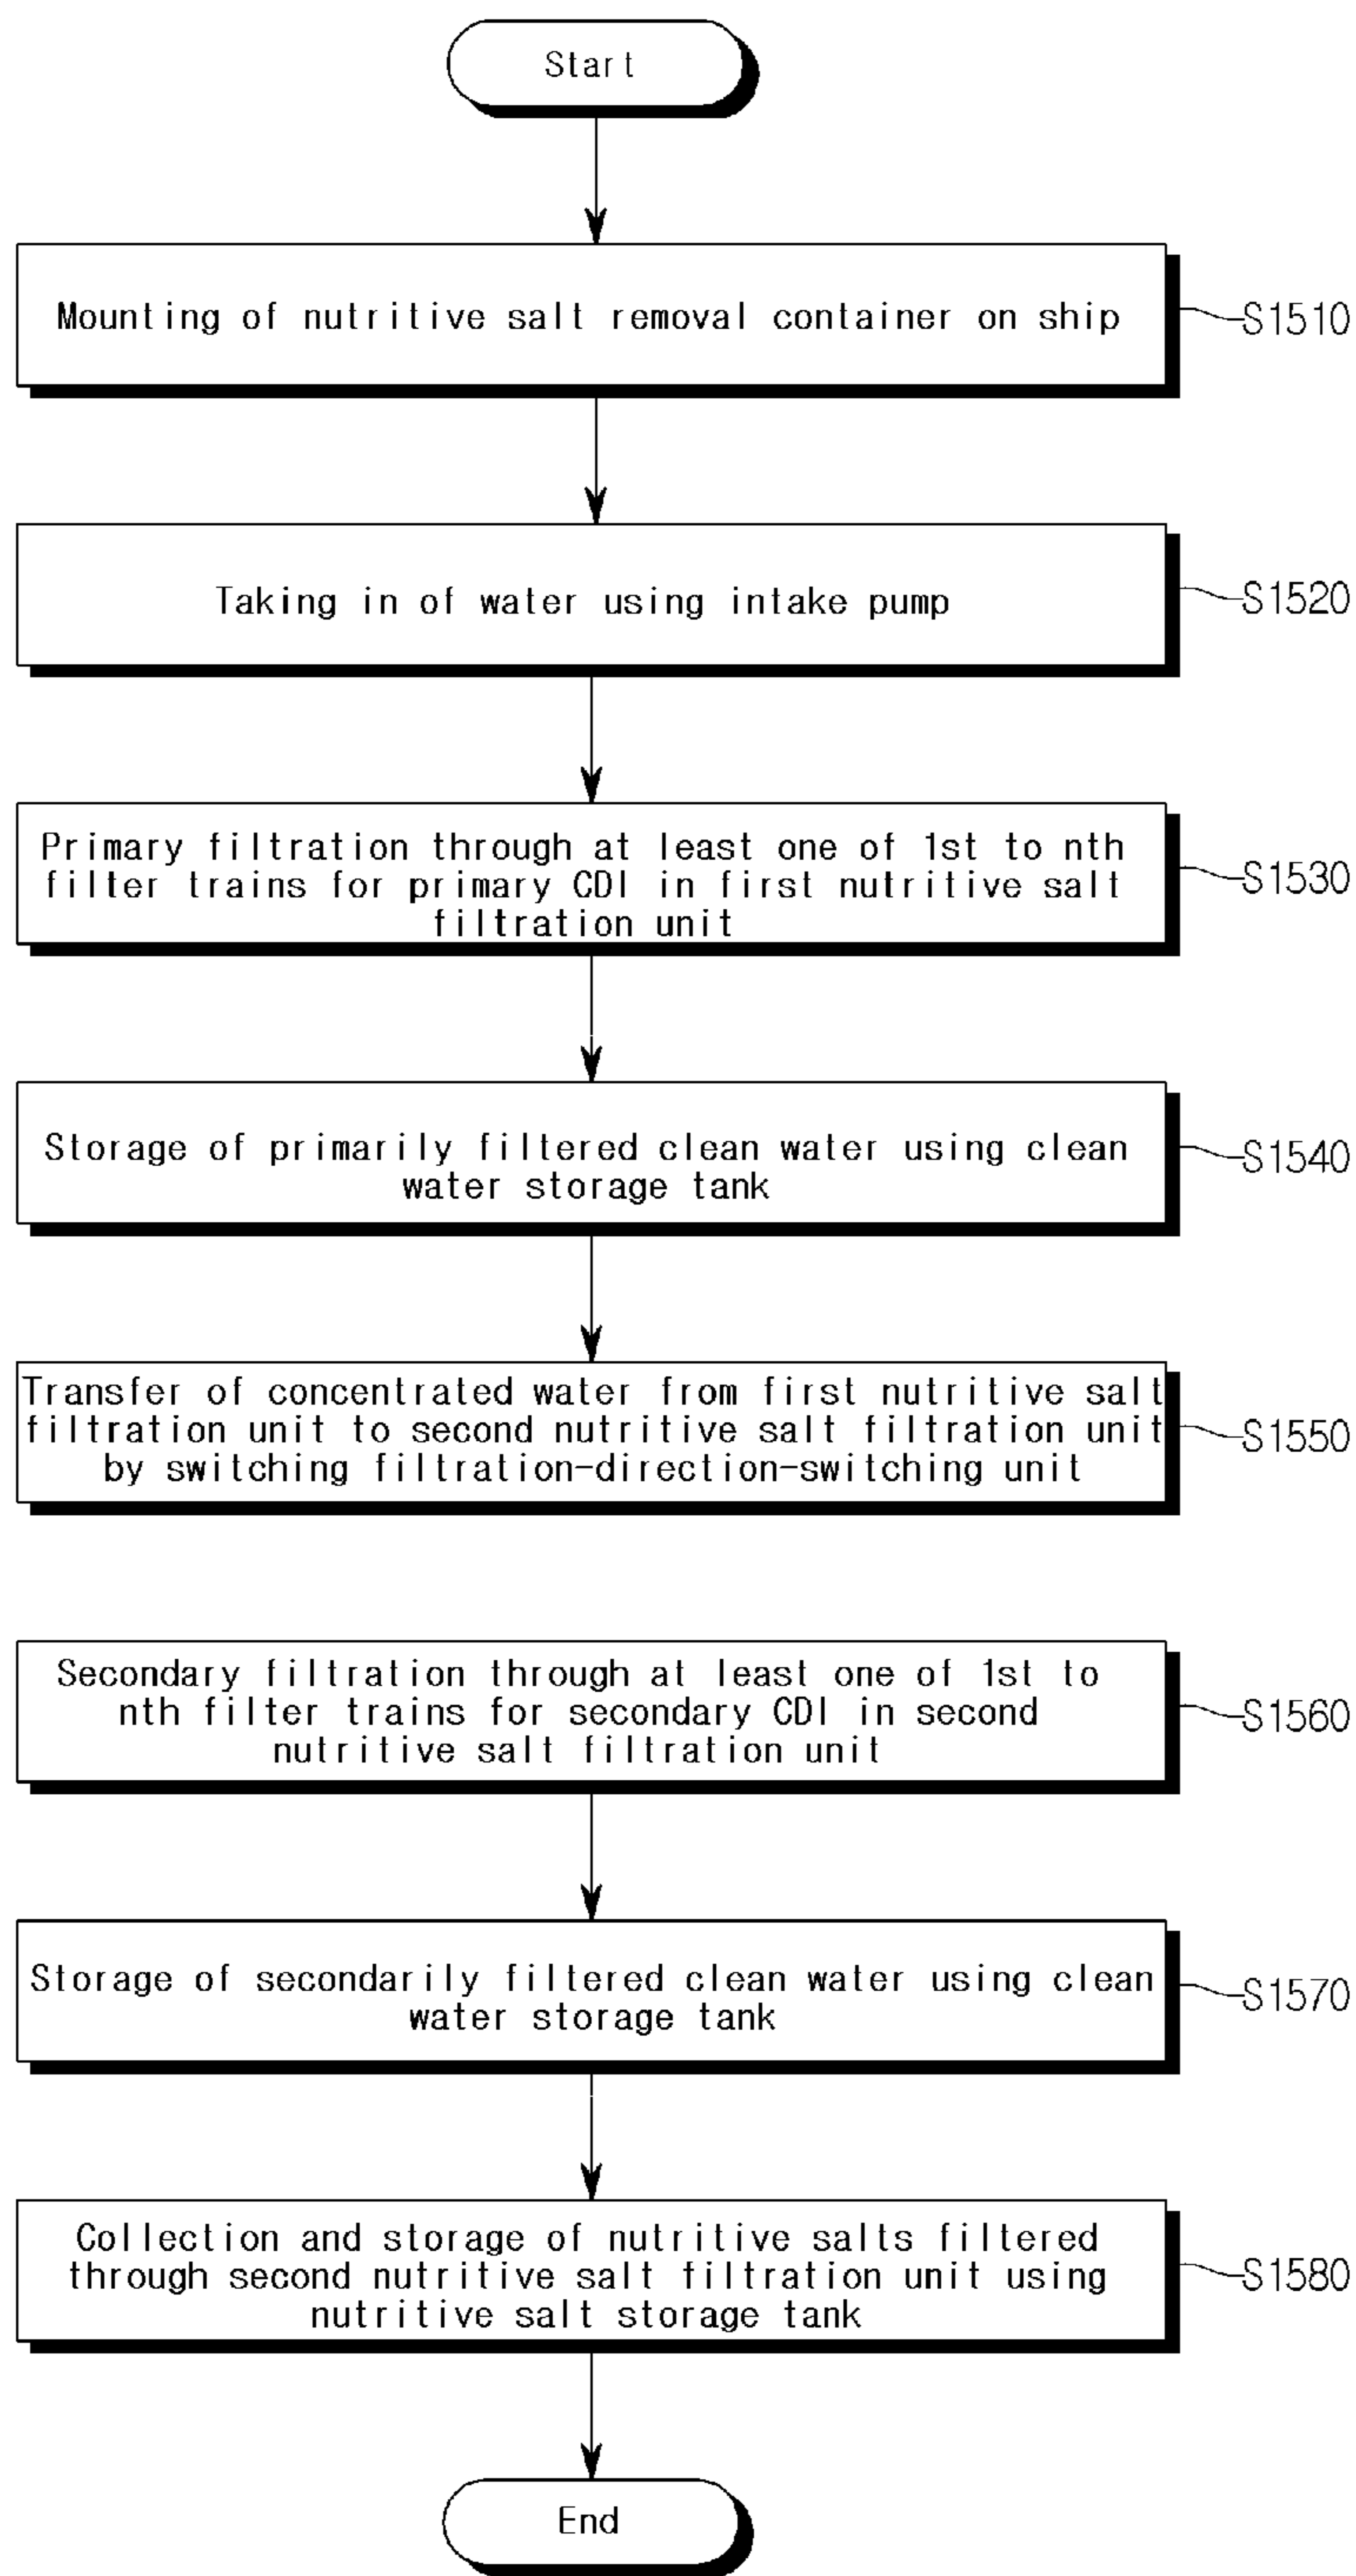 Start
Mounting of nutritive salt removal container on ship
S1510
Taking in of water using intake pump
S1520
Primary filtration through at least one of 1st to nth
filter trains for primary CDI in first nutritive salt
filtration unit
S1530
Storage of primarily filtered clean water using clean
water storage tank
S1540
Transfer of concentrated water from first nutritive salt
filtration unit to second nutritive salt filtration unit
by switching filtration-direction-switching unit
S1550
Secondary filtration through at least one of 1st to
nth filter trains for secondary CDI in second
nutritive salt filtration unit
S1560
Storage of secondarily filtered clean water using clean
water storage tank
S1570
Collection and storage of nutritive salts filtered
through second nutritive salt filtration unit using
nutritive salt storage tank
S1580
End